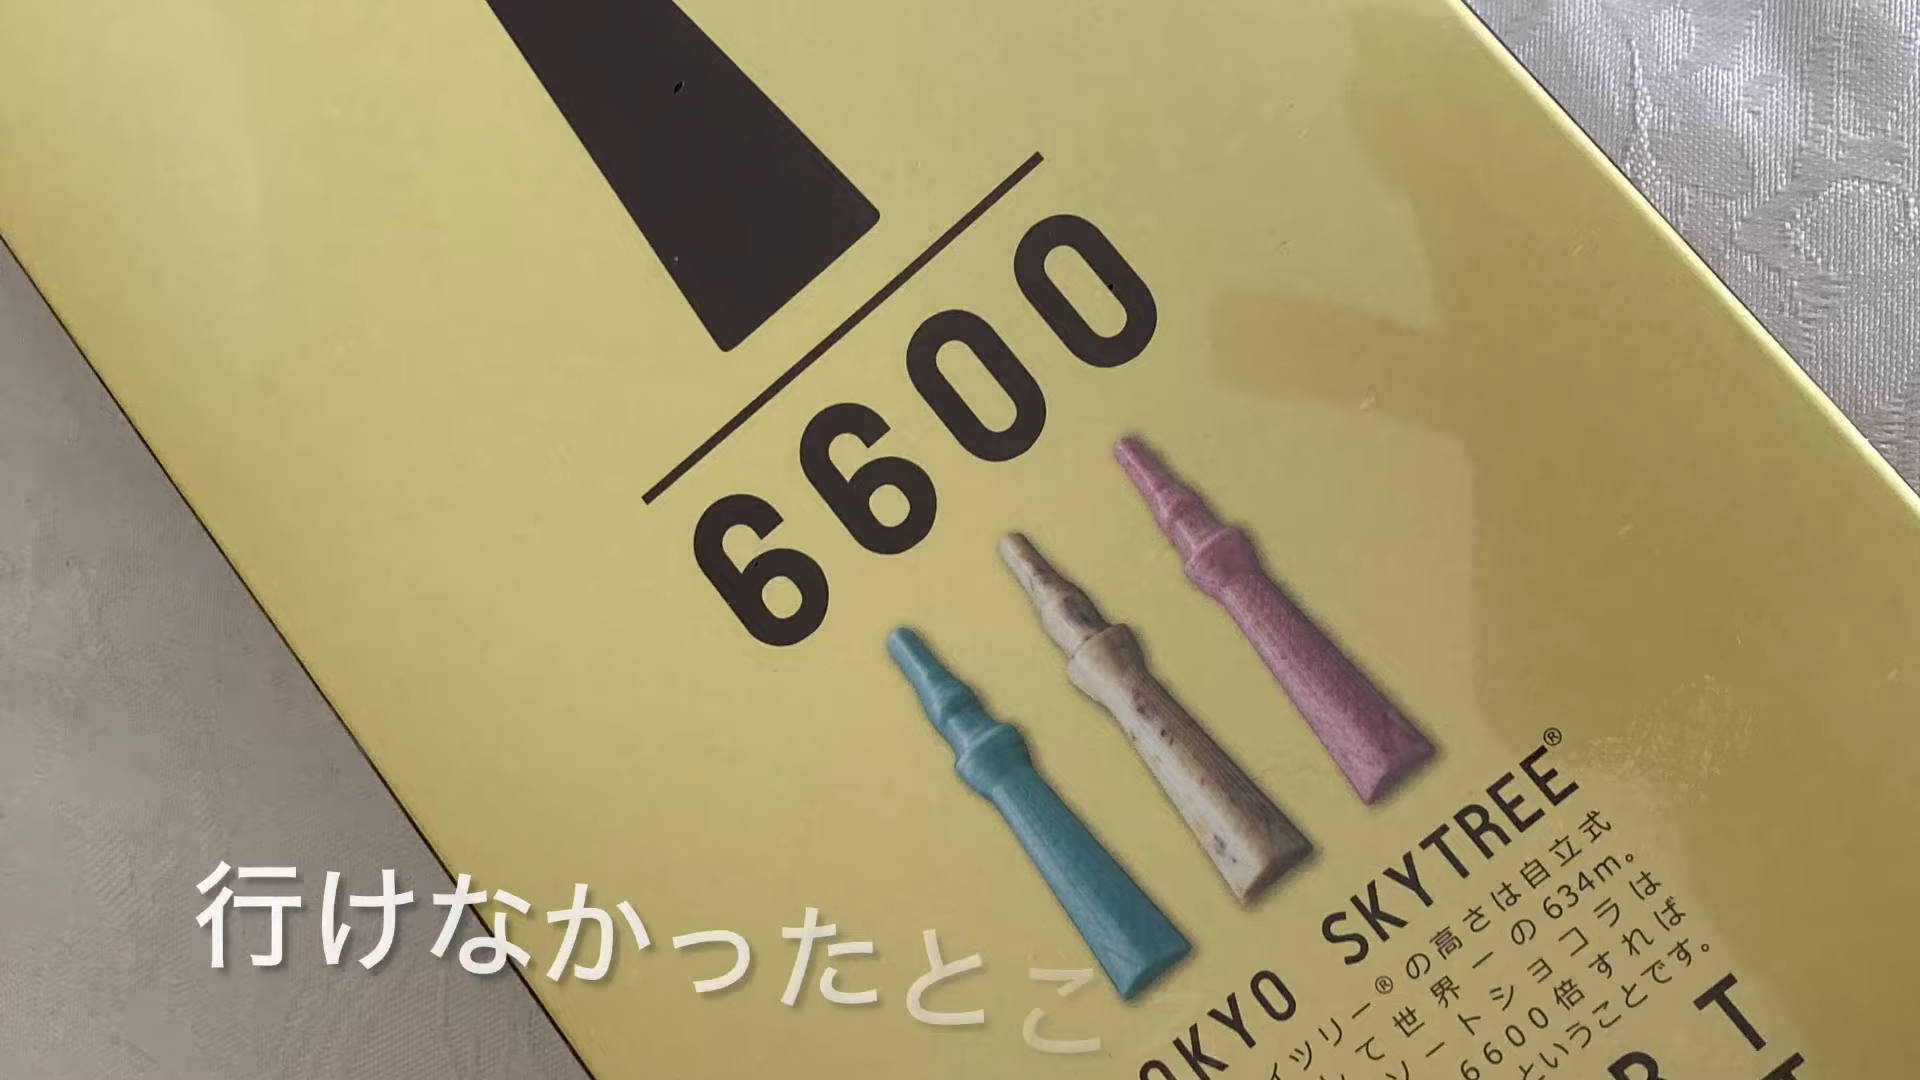 6600
TOKYO SKYTREE®
イツリー®の高さは自立式
て世界一の634m。
ソートショコラは
6600倍すれば
ということです。
R T
行けなかったとこ